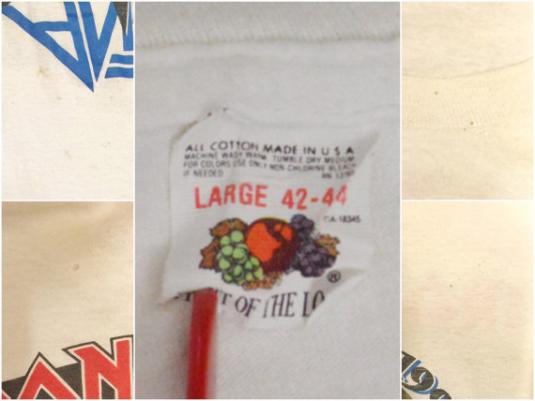 ALL COTTON MADE IN U S A
MACHINE WASH WARM TUMBLE DRY MEDIUM
FOR COLORS USE ONLY NON-CHLORINE BLEACH
IF NEEDED RN
LARGE 42-44
CA-18345
®
OF THE LO